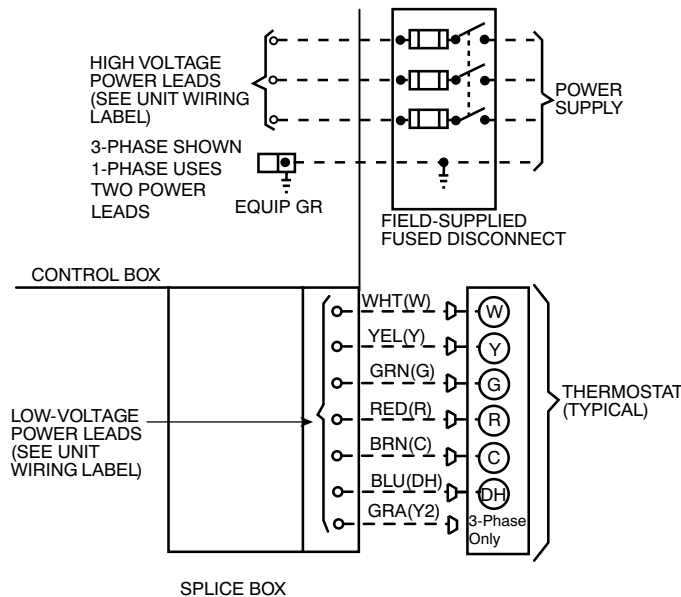 HIGH VOLTAGE
POWER LEADS
(SEE UNIT WIRING
LABEL)
POWER
SUPPLY
3-PHASE SHOWN
1-PHASE USES
TWO POWER
LEADS
EQUIP GR
FIELD-SUPPLIED
FUSED DISCONNECT
CONTROL BOX
WHT(W)
W
YEL(Y)
Y
GRN(G)
G
RED(R)
R
BRN(C)
C
BLU(DH)
DH
GRA(Y2)
3-Phase
Only
THERMOSTAT
(TYPICAL)
LOW-VOLTAGE
POWER LEADS
(SEE UNIT
WIRING LABEL)
SPLICE BOX